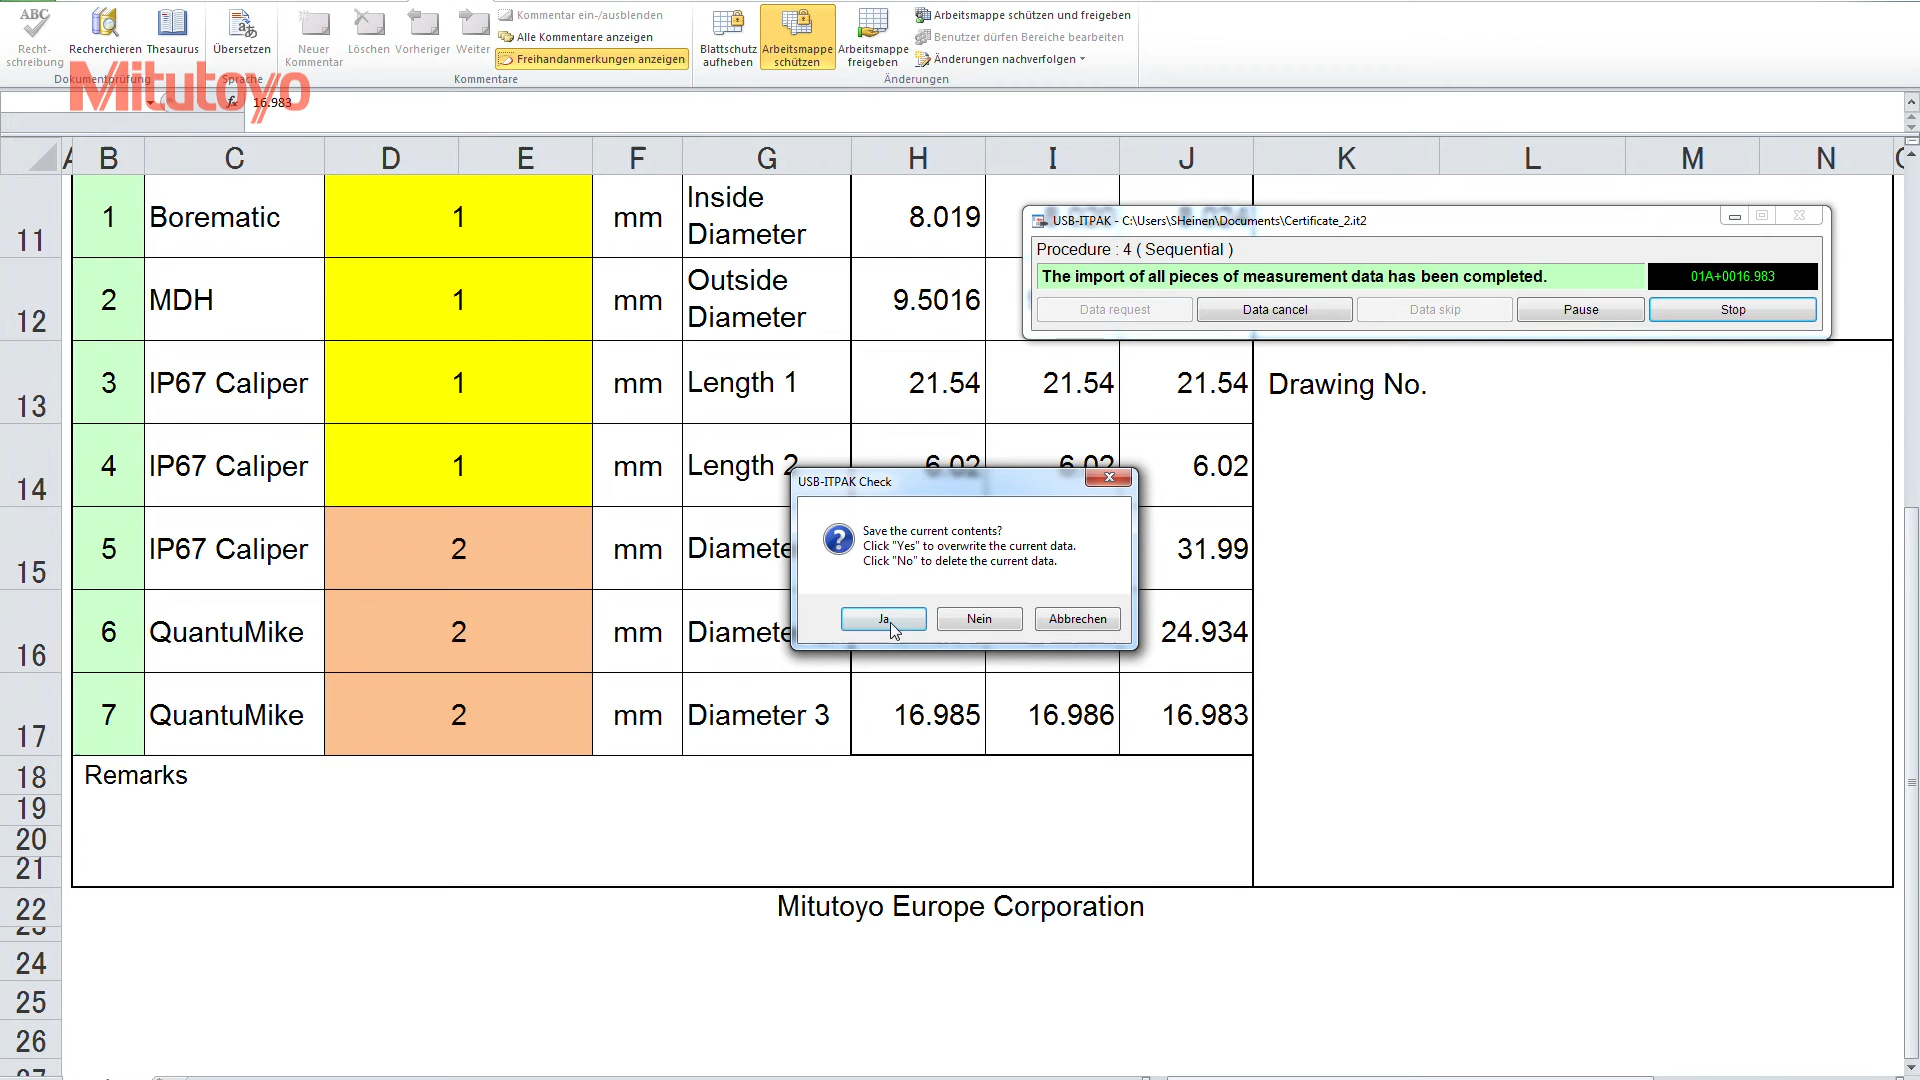 Recht-
schreibung
Recherchieren
Thesaurus
Übersetzen
Neuer
Kommentar
Löschen
Vorheriger
Weiter
Kommentar ein-/ausblenden
Alle Kommentare anzeigen
Freihandanmerkungen anzeigen
Blattschutz
aufheben
Arbeitsmappe
schützen
Arbeitsmappe
freigeben
Arbeitsmappe schützen und freigeben
Benutzer dürfen Bereiche bearbeiten
Änderungen nachverfolgen
Dokumentprüfung
Sprache
Kommentare
Änderungen
Mitutoyo
fx 16.983
A B C D E F G H I J K L M N
11 1 Borematic 1 mm Inside Diameter 8.019
USB-ITPAK - C:\Users\SHeinen\Documents\Certificate_2.it2
Procedure : 4 ( Sequential )
The import of all pieces of measurement data has been completed. 01A+0016.983
Data request Data cancel Data skip Pause Stop
12 2 MDH 1 mm Outside Diameter 9.5016
13 3 IP67 Caliper 1 mm Length 1 21.54 21.54 21.54 Drawing No.
14 4 IP67 Caliper 1 mm Length 2 6.02 6.02 6.02
USB-ITPAK Check
Save the current contents?
Click "Yes" to overwrite the current data.
Click "No" to delete the current data.
Ja Nein Abbrechen
15 5 IP67 Caliper 2 mm Diamete 31.99
16 6 QuantuMike 2 mm Diamete 24.934
17 7 QuantuMike 2 mm Diameter 3 16.985 16.986 16.983
18 Remarks
19
20
21
22 Mitutoyo Europe Corporation
23
24
25
26
27